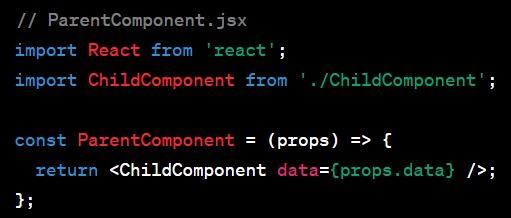 // ParentComponent.jsx
import React from 'react';
import ChildComponent from './ChildComponent';
const ParentComponent = (props) => {
  return <ChildComponent data={props.data} />;
};